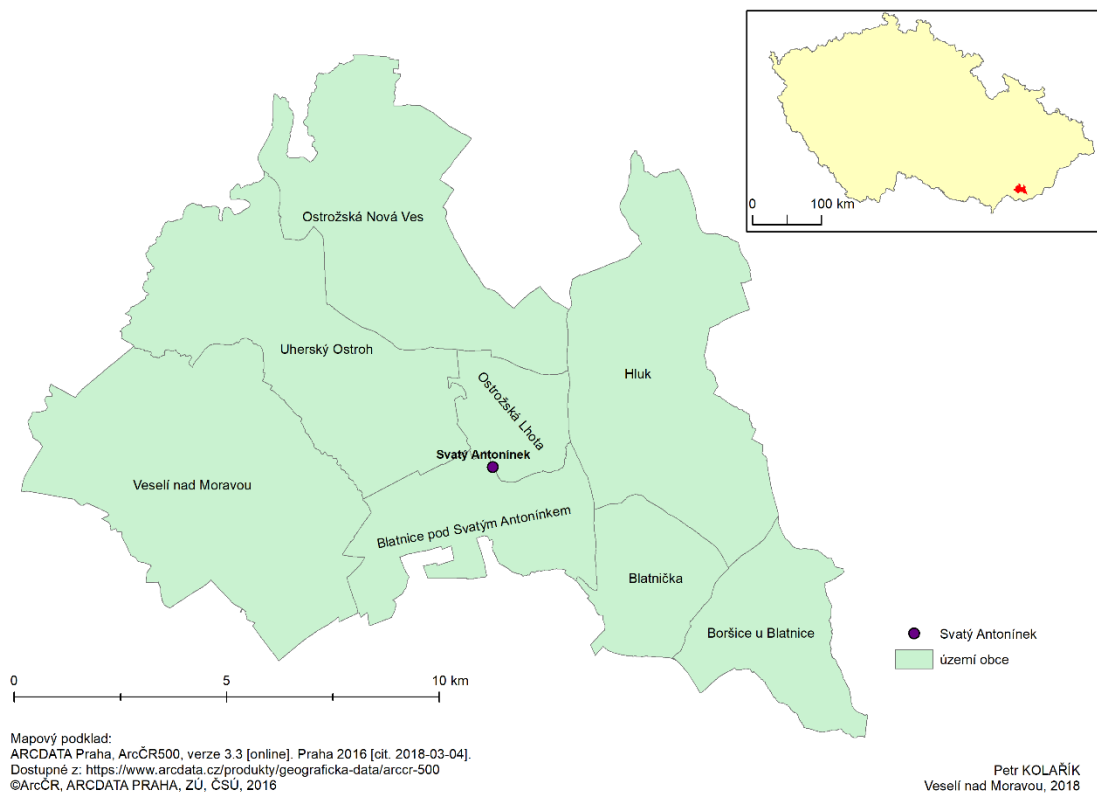 Ostrožská Nová Ves
0
100 km
Uherský Ostroh
Hluk
Ostrožská Lhota
Svatý Antonínek
Veselí nad Moravou
Blatnice pod Svatým Antonínkem
Blatnička
Boršice u Blatnice
Svatý Antonínek
území obce
0
5
10 km
Mapový podklad:
ARCDATA Praha, ArcČR500, verze 3.3 [online]. Praha 2016 [cit. 2018-03-04].
Dostupné z: https://www.arcdata.cz/produkty/geograficka-data/arccr-500
©ArcČR, ARCDATA PRAHA, ZÚ, ČSÚ, 2016
Petr KOLAŘÍK
Veselí nad Moravou, 2018